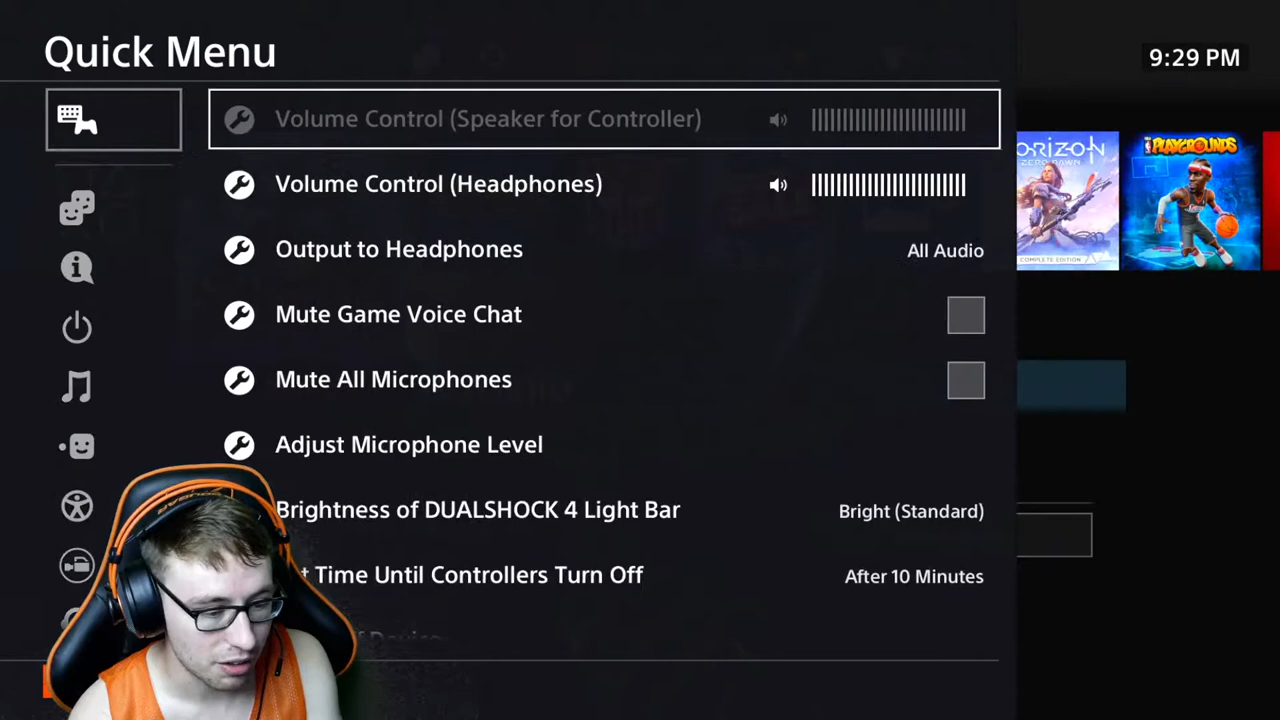 Quick Menu
9:29 PM
Volume Control (Speaker for Controller)
Volume Control (Headphones)
Output to Headphones All Audio
Mute Game Voice Chat
Mute All Microphones
Adjust Microphone Level
Brightness of DUALSHOCK 4 Light Bar Bright (Standard)
Time Until Controllers Turn Off After 10 Minutes
ORIZON
ZERO DAWN
COMPLETE EDITION
PLAYGROUNDS